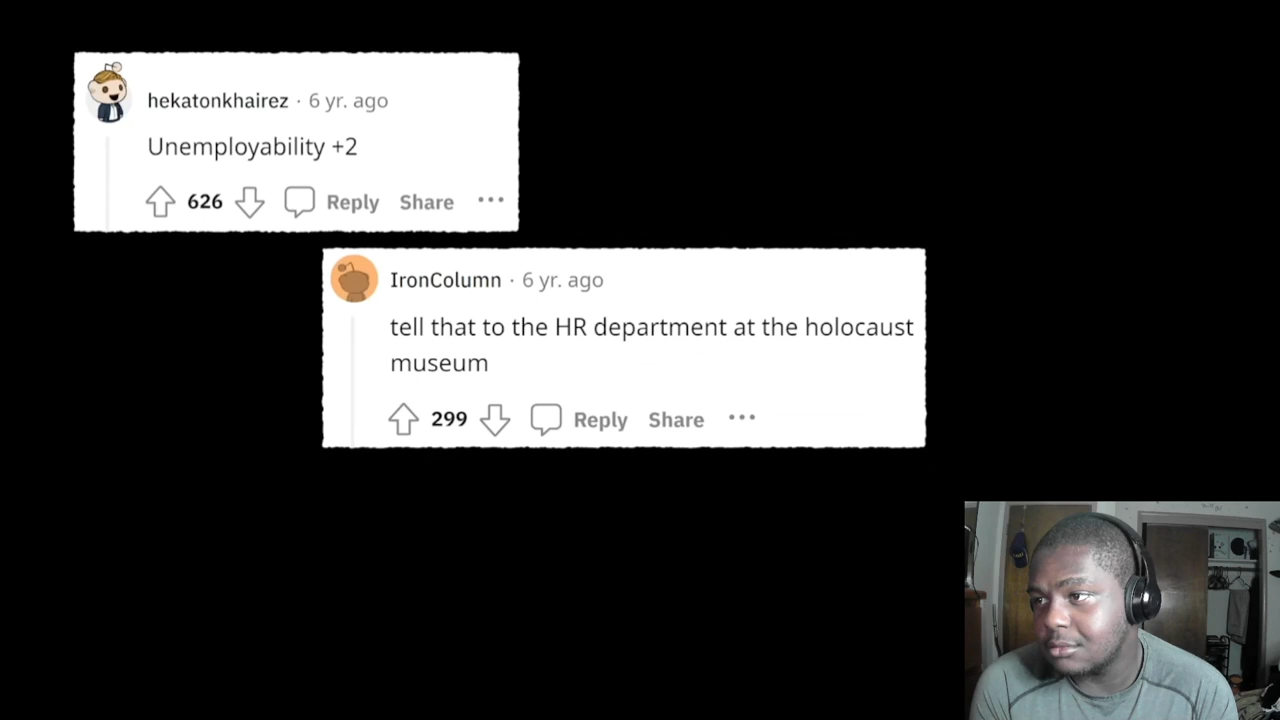 hekatonkhairez · 6 yr. ago
Unemployability +2
626 Reply Share ···
IronColumn · 6 yr. ago
tell that to the HR department at the holocaust
museum
299 Reply Share ···